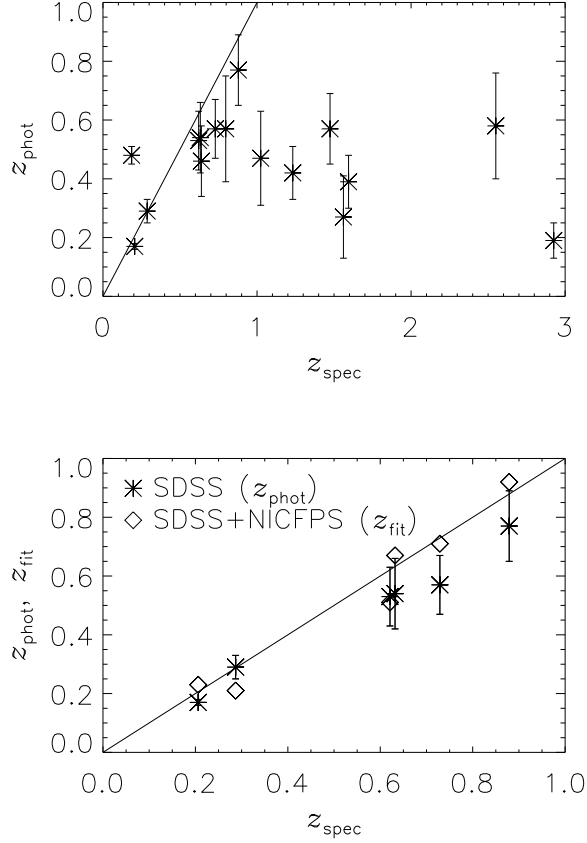 1.0
0.8
0.6
0.4
0.2
0.0
z_phot
0 1 2 3
z_spec
1.0
0.8
0.6
0.4
0.2
0.0
z_phot, z_fit
SDSS (z_phot)
SDSS+NICFPS (z_fit)
0.0 0.2 0.4 0.6 0.8 1.0
z_spec